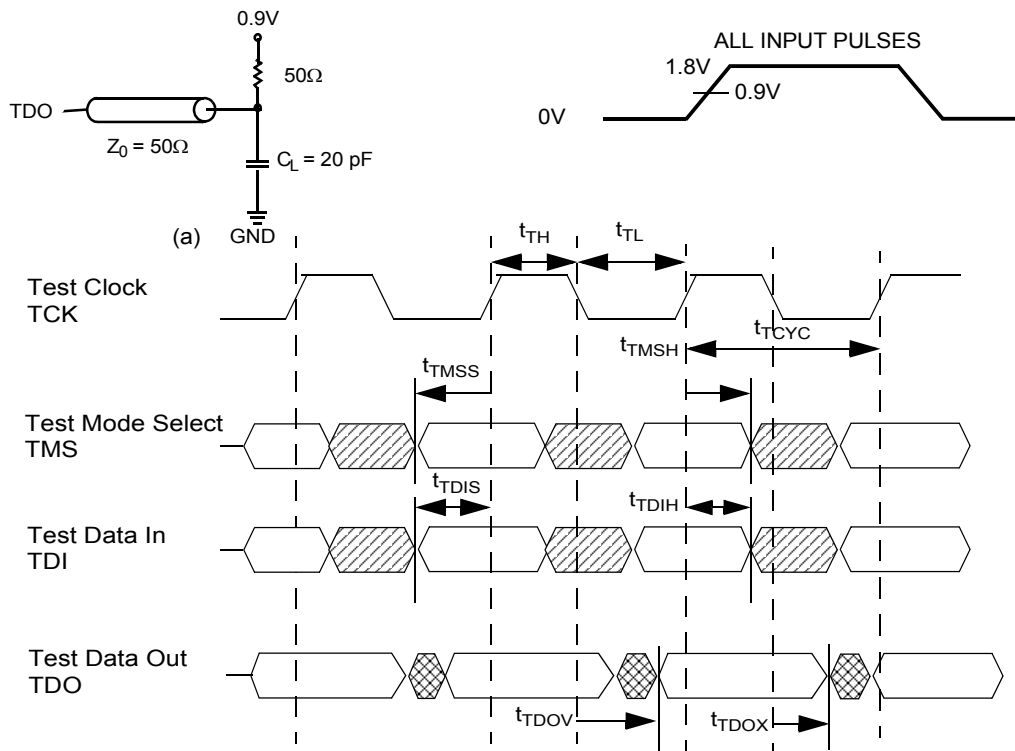 0.9V
50Ω
TDO
Z0 = 50Ω
CL = 20 pF
GND
(a)
ALL INPUT PULSES
1.8V
0.9V
0V
tTH
tTL
Test Clock
TCK
tTMSH
tTCYC
tTMSS
Test Mode Select
TMS
tTDIS
tTDIH
Test Data In
TDI
Test Data Out
TDO
tTDOV
tTDOX